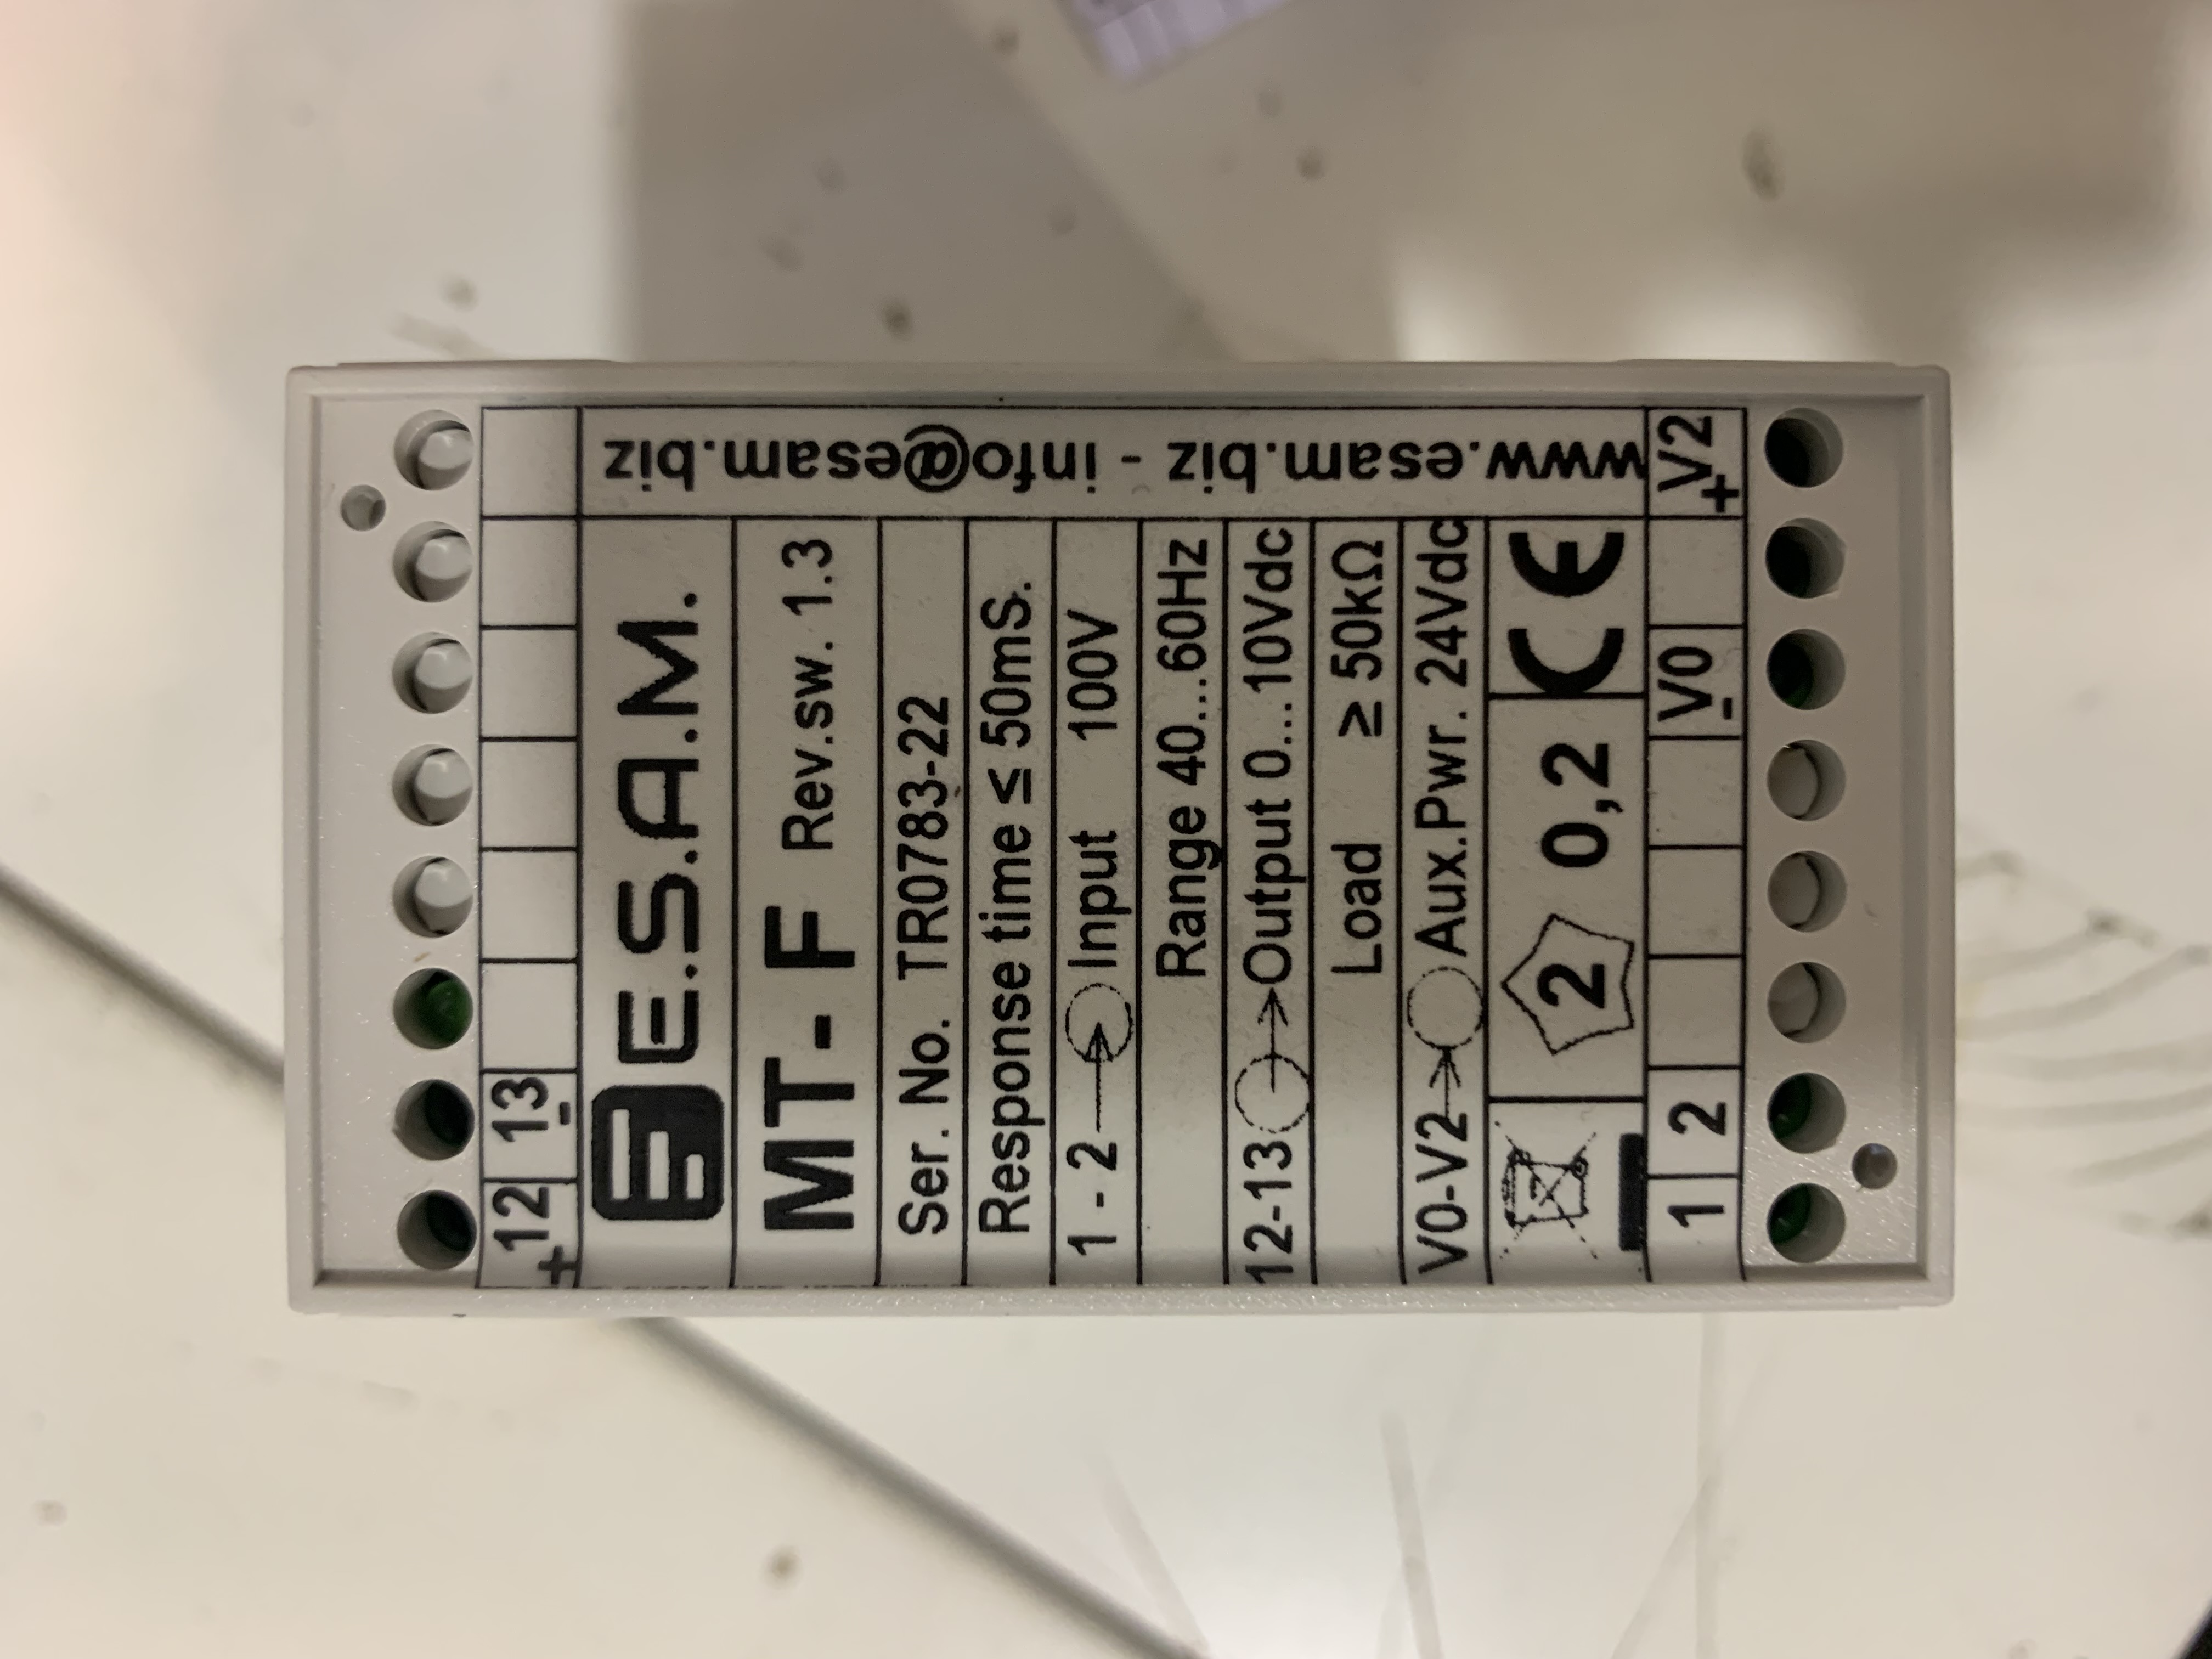 +12 13-
E.S.A.M.
MT- F Rev.sw. 1.3
Ser. No. TR0783-22
Response time ≤ 50mS.
1 - 2 Input 100V
Range 40...60Hz
12-13 Output 0...10Vdc
Load ≥ 50kΩ
V0-V2 Aux.Pwr. 24Vdc
2 0,2 CE
1 2 V0- V2+
www.esam.biz - info@esam.biz